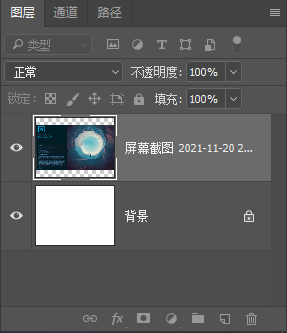 图层 通道 路径
类型
正常 不透明度: 100%
锁定: 填充: 100%
屏幕截图 2021-11-20 2...
背景
fx